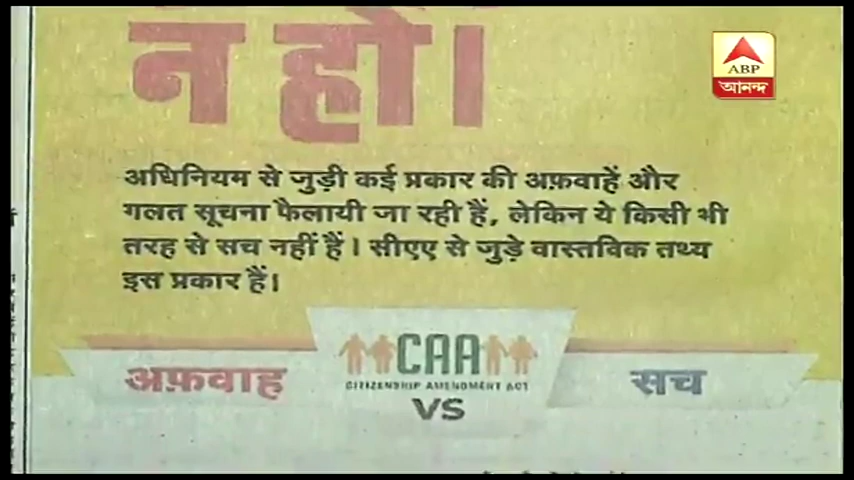 न हो।
ABP
আনন্দ
अधिनियम से जुड़ी कई प्रकार की अफ़वाहें और
गलत सूचना फैलायी जा रही हैं, लेकिन ये किसी भी
तरह से सच नहीं हैं। सीएए से जुड़े वास्तविक तथ्य
इस प्रकार हैं।
CAA
CITIZENSHIP AMENDMENT ACT
अफ़वाह
VS
सच